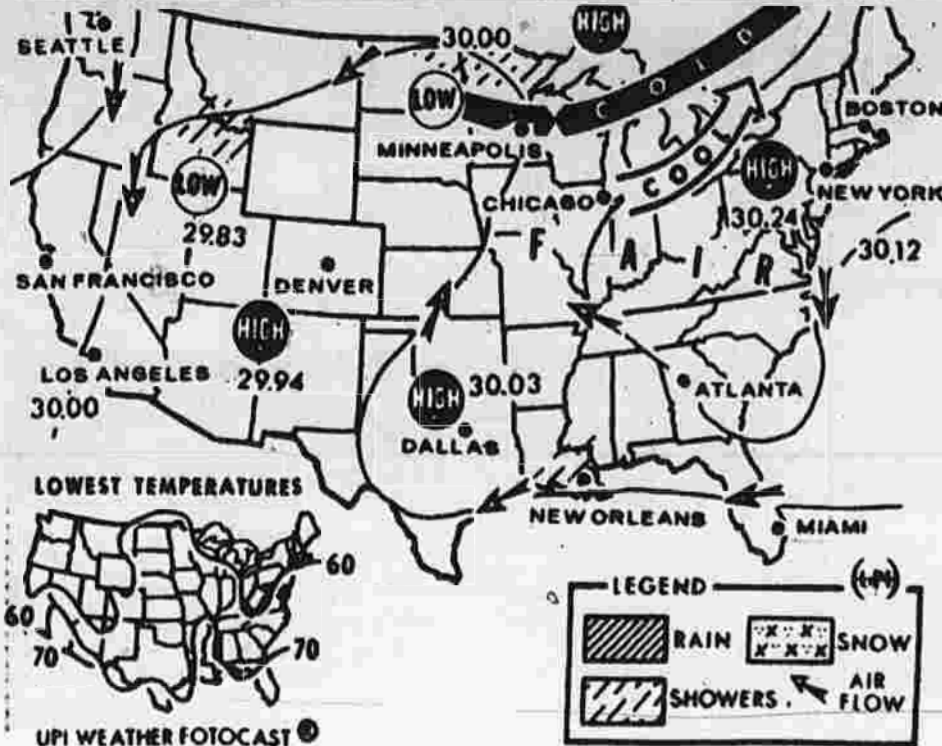 HIGH
SEATTLE
30.00
COLD
LOW
BOSTON
MINNEAPOLIS
HIGH
COOL
LOW
NEW YORK
CHICAGO
30.24
29.83
FAIR
30.12
SAN FRANCISCO
DENVER
HIGH
LOS ANGELES
29.94
HIGH
30.03
ATLANTA
30.00
DALLAS
LOWEST TEMPERATURES
NEW ORLEANS
MIAMI
60
LEGEND
(UPI)
60
RAIN
SNOW
70
70
SHOWERS
AIR
FLOW
UPI WEATHER FOTOCAST